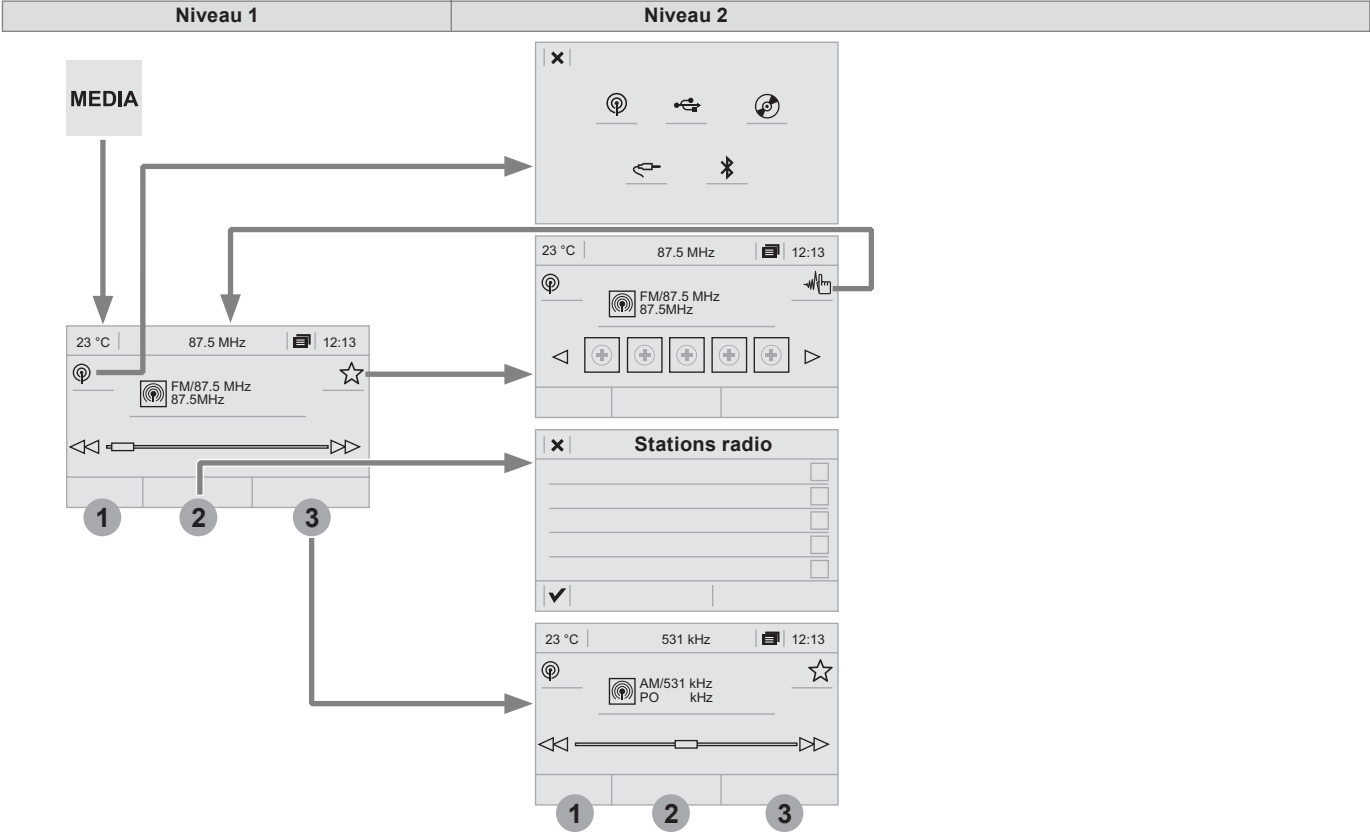 Niveau 1
Niveau 2
MEDIA
23 °C
87.5 MHz
12:13
FM/87.5 MHz
87.5MHz
23 °C
87.5 MHz
12:13
FM/87.5 MHz
87.5MHz
1
2
3
Stations radio
23 °C
531 kHz
12:13
AM/531 kHz
PO kHz
1
2
3